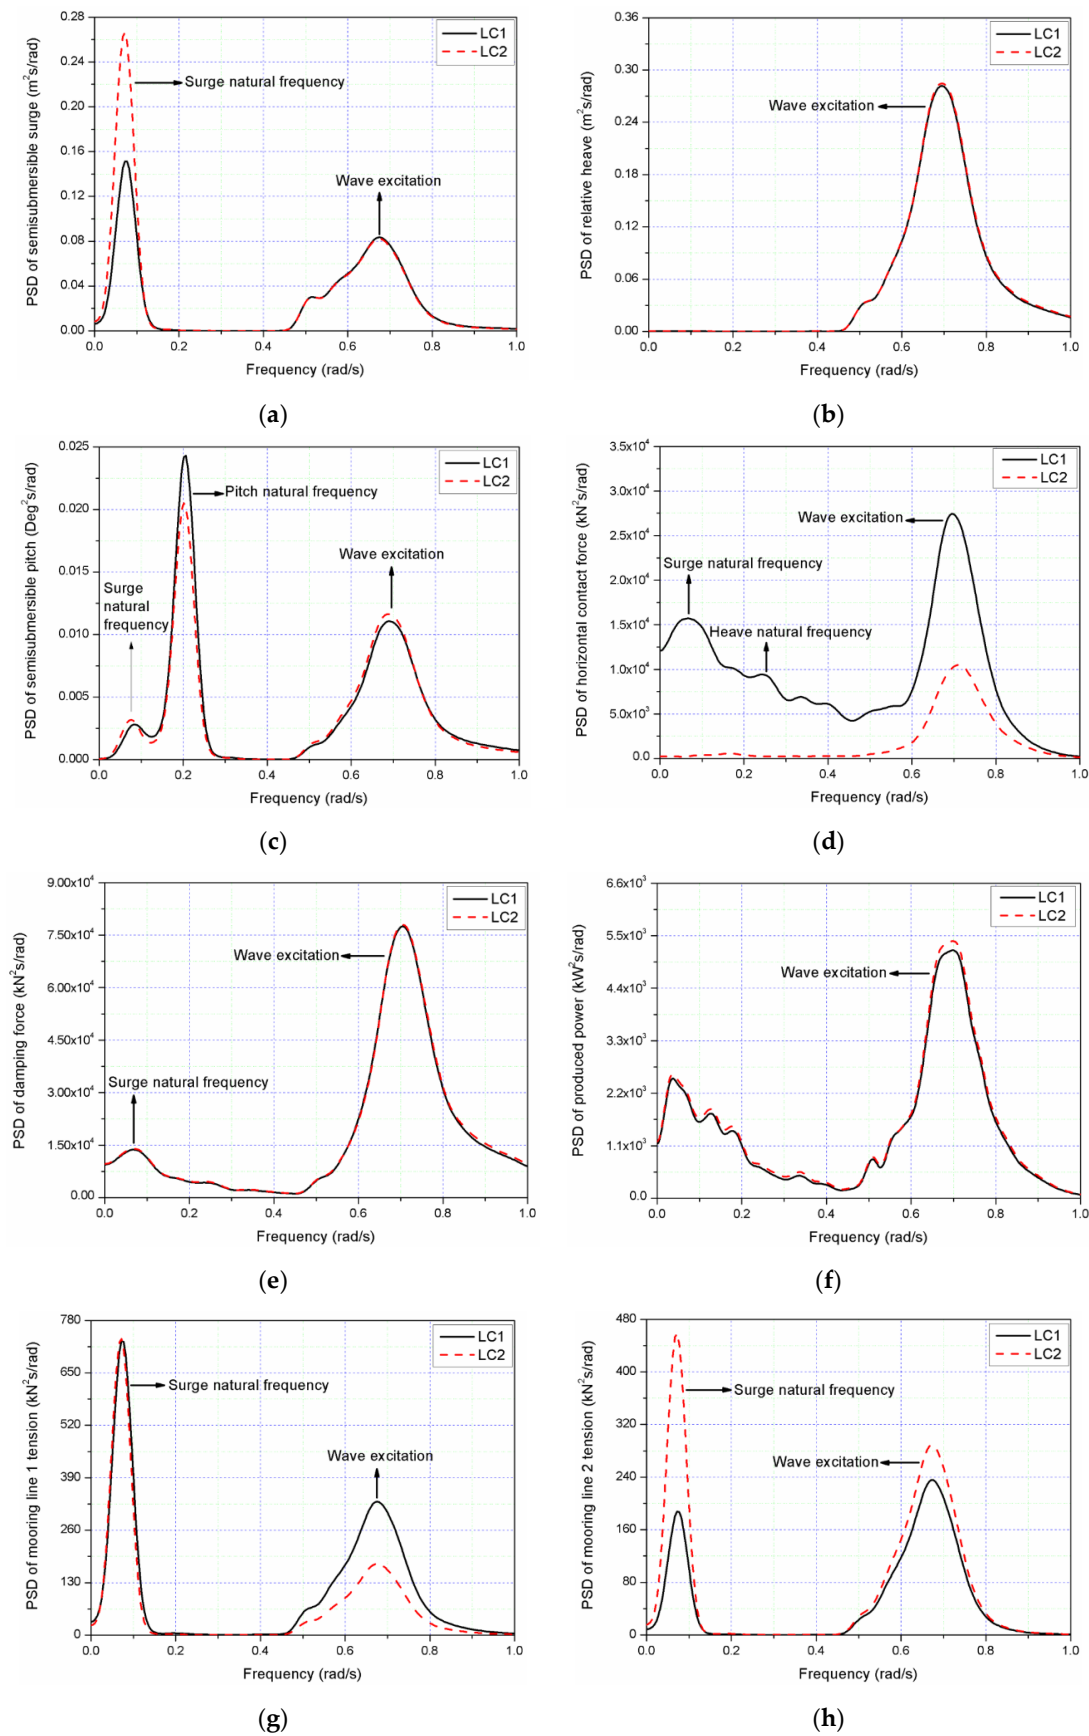 PSD of semisubmersible surge (m²s/rad)
0.28
0.24
0.20
0.16
0.12
0.08
0.04
0.00
0.0 0.2 0.4 0.6 0.8 1.0
Frequency (rad/s)
LC1
LC2
Surge natural frequency
Wave excitation
(a)
PSD of relative heave (m²s/rad)
0.36
0.30
0.24
0.18
0.12
0.06
0.00
0.0 0.2 0.4 0.6 0.8 1.0
Frequency (rad/s)
LC1
LC2
Wave excitation
(b)
PSD of semisubmersible pitch (Deg²s/rad)
0.025
0.020
0.015
0.010
0.005
0.000
0.0 0.2 0.4 0.6 0.8 1.0
Frequency (rad/s)
LC1
LC2
Pitch natural frequency
Wave excitation
Surge
natural
frequency
(c)
PSD of horizontal contact force (kN²s/rad)
3.5x10⁴
3.0x10⁴
2.5x10⁴
2.0x10⁴
1.5x10⁴
1.0x10⁴
5.0x10³
0.0
0.0 0.2 0.4 0.6 0.8 1.0
Frequency (rad/s)
LC1
LC2
Wave excitation
Surge natural frequency
Heave natural frequency
(d)
PSD of damping force (kN²s/rad)
9.00x10⁴
7.50x10⁴
6.00x10⁴
4.50x10⁴
3.00x10⁴
1.50x10⁴
0.00
0.0 0.2 0.4 0.6 0.8 1.0
Frequency (rad/s)
LC1
LC2
Wave excitation
Surge natural frequency
(e)
PSD of produced power (kW²s/rad)
6.6x10³
5.5x10³
4.4x10³
3.3x10³
2.2x10³
1.1x10³
0.0
0.0 0.2 0.4 0.6 0.8 1.0
Frequency (rad/s)
LC1
LC2
Wave excitation
(f)
PSD of mooring line 1 tension (kN²s/rad)
780
650
520
390
260
130
0
0.0 0.2 0.4 0.6 0.8 1.0
Frequency (rad/s)
LC1
LC2
Surge natural frequency
Wave excitation
(g)
PSD of mooring line 2 tension (kN²s/rad)
480
400
320
240
160
80
0
0.0 0.2 0.4 0.6 0.8 1.0
Frequency (rad/s)
LC1
LC2
Surge natural frequency
Wave excitation
(h)